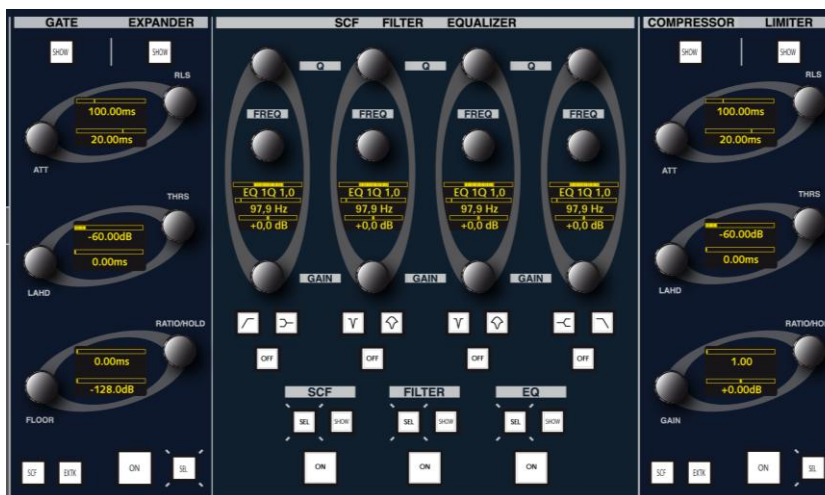 GATE EXPANDER
SHOW SHOW
RLS
100.00ms
20.00ms
ATT
THRS
-60.00dB
0.00ms
LAHD
RATIO/HOLD
0.00ms
-128.0dB
FLOOR
SCF EXTK ON SEL
SCF FILTER EQUALIZER
Q Q Q
FREQ FREQ FREQ FREQ
EQ 1Q 1,0 EQ 1Q 1,0 EQ 1Q 1,0 EQ 1Q 1,0
97,9 Hz 97,9 Hz 97,9 Hz 97,9 Hz
+0,0 dB +0,0 dB +0,0 dB +0,0 dB
GAIN GAIN GAIN
OFF OFF OFF OFF
SCF FILTER EQ
SEL SHOW SEL SHOW SEL SHOW
ON ON ON
COMPRESSOR LIMITER
SHOW SHOW
RLS
100.00ms
20.00ms
ATT
THRS
-60.00dB
0.00ms
LAHD
RATIO/HO
1.00
+0.00dB
GAIN
SCF EXTK ON SEL